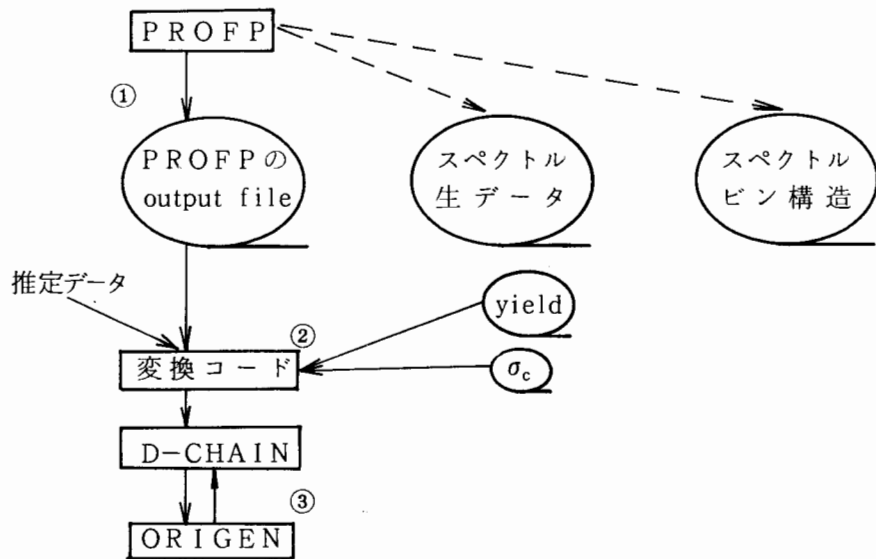 PROFP
①
PROFPの
output file
スペクトル
生データ
スペクトル
ビン構造
推定データ
yield
②
変換コード
σc
D-CHAIN
③
ORIGEN